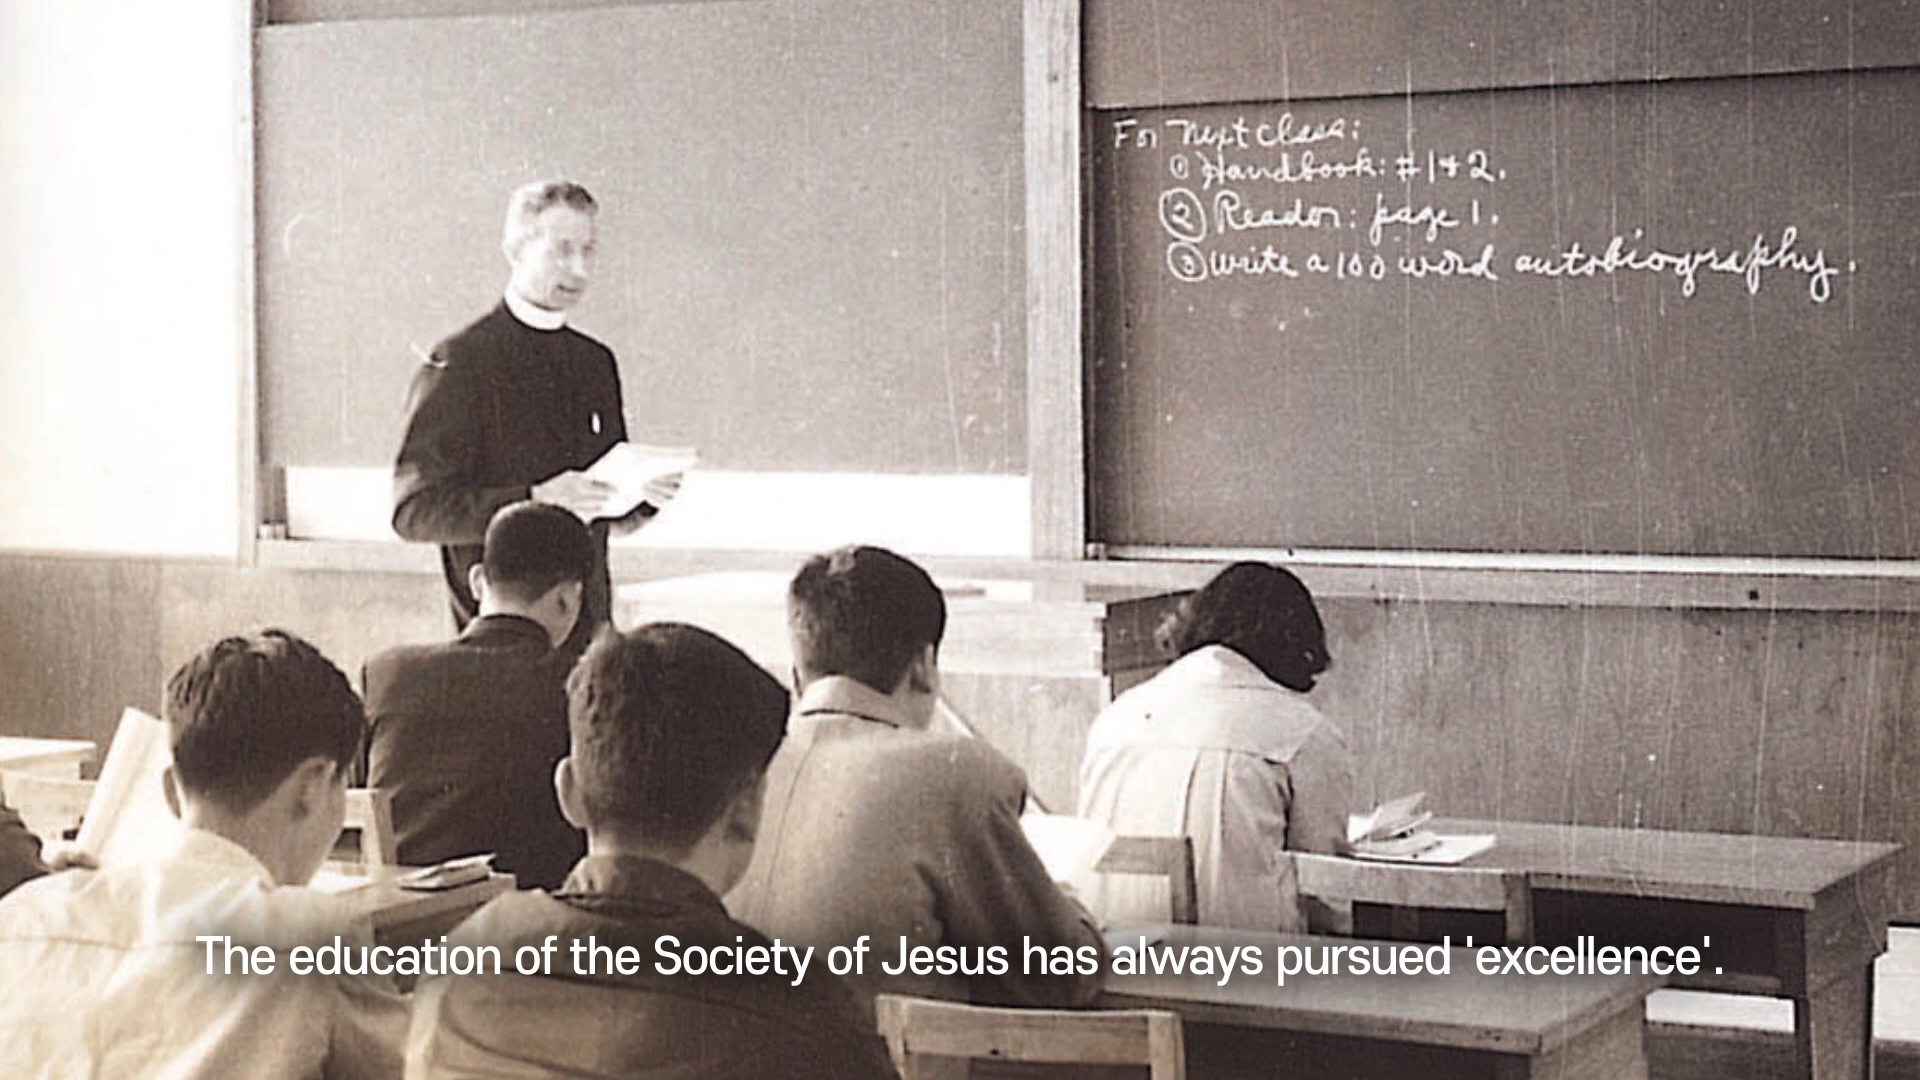 For Next class:
① Handbook: # 1 + 2.
② Reader: page 1.
③ Write a 100 word autobiography.
The education of the Society of Jesus has always pursued 'excellence'.